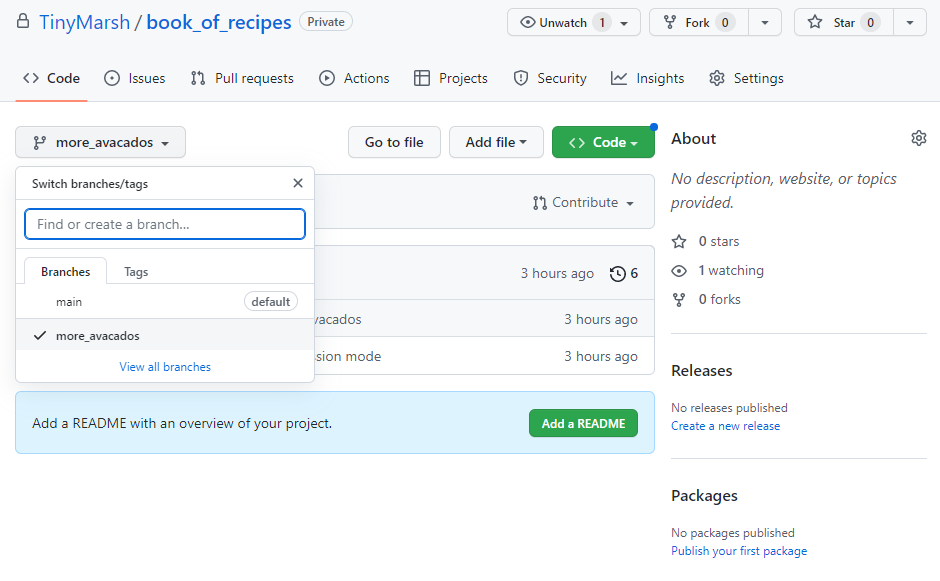 TinyMarsh / book_of_recipes Private
Unwatch 1
Fork 0
Star 0
Code Issues Pull requests Actions Projects Security Insights Settings
more_avacados
Go to file
Add file
Code
Switch branches/tags
Find or create a branch...
Branches Tags
main default
more_avacados
View all branches
Contribute
3 hours ago 6
3 hours ago
mode 3 hours ago
Add a README with an overview of your project.
Add a README
About
No description, website, or topics
provided.
0 stars
1 watching
0 forks
Releases
No releases published
Create a new release
Packages
No packages published
Publish your first package